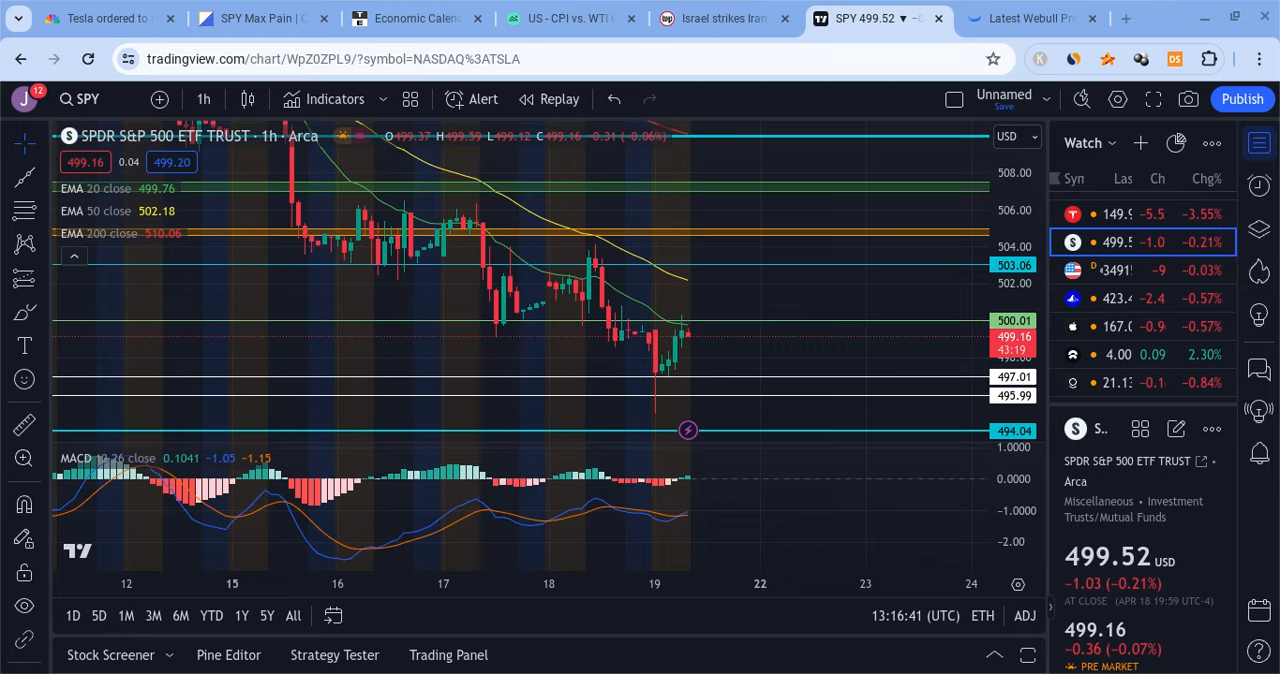 Tesla ordered to r
SPY Max Pain | C
Economic Calen
US - CPI vs. WTI C
Israel strikes Iran
SPY 499.52 ▼ −0
Latest Webull Pr
tradingview.com/chart/WpZ0ZPL9/?symbol=NASDAQ%3ATSLA
J 12
SPY
1h
Indicators
Alert
Replay
Unnamed
Save
Publish
SPDR S&P 500 ETF TRUST · 1h · Arca
O499.37 H499.59 L499.12 C499.16 −0.31 (−0.06%)
USD
499.16 0.04 499.20
EMA 20 close 499.76
EMA 50 close 502.18
EMA 200 close 510.06
508.00
506.00
504.00
503.06
502.00
500.01
499.16
43:19
498.00
497.01
495.99
494.04
MACD 12 26 close 0.1041 −1.05 −1.15
1.0000
0.0000
−1.0000
−2.00
12 15 16 17 18 19 22 23 24
1D 5D 1M 3M 6M YTD 1Y 5Y All
13:16:41 (UTC) ETH ADJ
Stock Screener Pine Editor Strategy Tester Trading Panel
Watch
Syn Las Ch Chg%
149.9 −5.5 −3.55%
499.5 −1.0 −0.21%
D 3491 −9 −0.03%
423.4 −2.4 −0.57%
167.0 −0.9 −0.57%
4.00 0.09 2.30%
21.13 −0.1 −0.84%
S S..
SPDR S&P 500 ETF TRUST
Arca
Miscellaneous • Investment
Trusts/Mutual Funds
499.52 USD
−1.03 (−0.21%)
AT CLOSE (APR 18 19:59 UTC-4)
499.16
−0.36 (−0.07%)
PRE MARKET